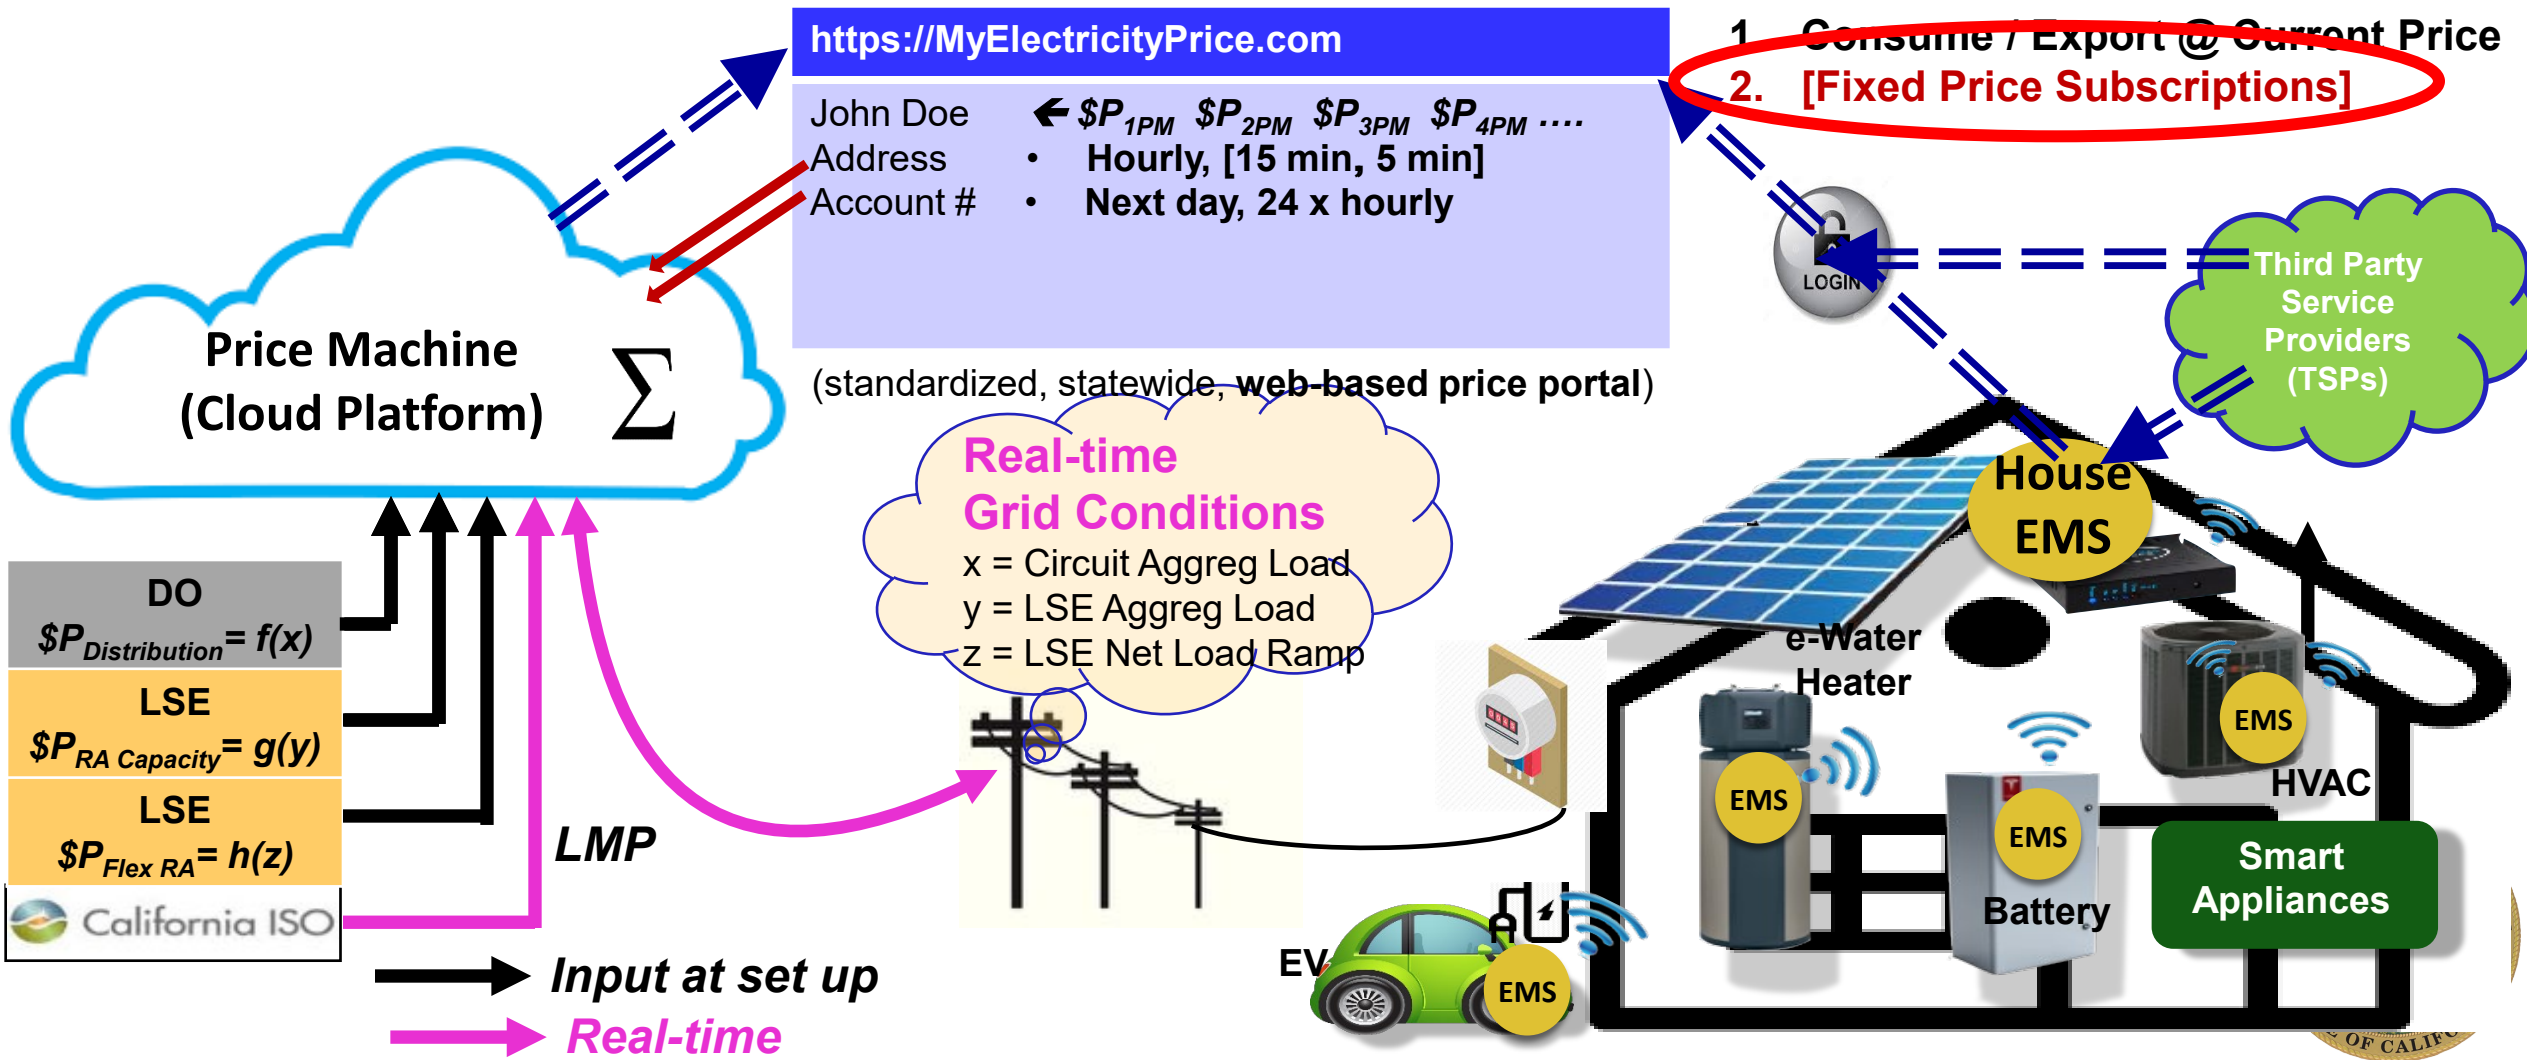 https://MyElectricityPrice.com
John Doe ← $P1PM $P2PM $P3PM $P4PM ....
Address • Hourly, [15 min, 5 min]
Account # • Next day, 24 x hourly
(standardized, statewide, web-based price portal)
1. Consume / Export @ Current Price
2. [Fixed Price Subscriptions]
LOGIN
Third Party
Service
Providers
(TSPs)
Price Machine
(Cloud Platform)
∑
Real-time
Grid Conditions
x = Circuit Aggreg Load
y = LSE Aggreg Load
z = LSE Net Load Ramp
DO
$PDistribution= f(x)
LSE
$PRA Capacity= g(y)
LSE
$PFlex RA= h(z)
California ISO
LMP
Input at set up
Real-time
House
EMS
e-Water
Heater
EMS
EMS
Battery
EMS
HVAC
Smart
Appliances
EV
EMS
OF CALIF